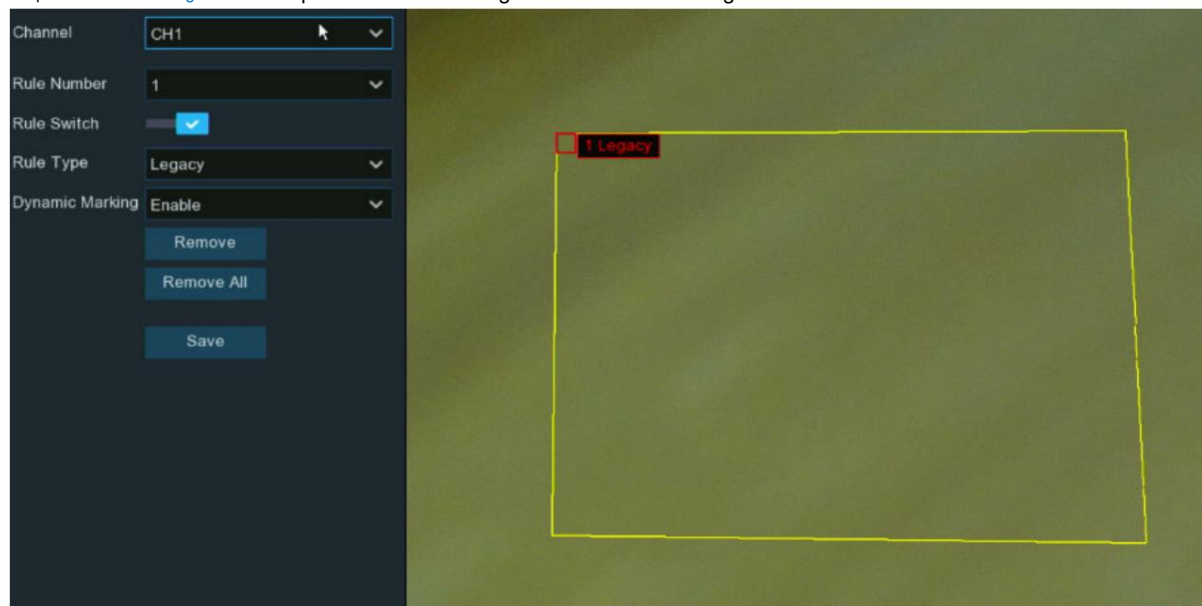 Channel
CH1
Rule Number
1
Rule Switch
Rule Type
Legacy
Dynamic Marking
Enable
Remove
Remove All
Save
1 Legacy